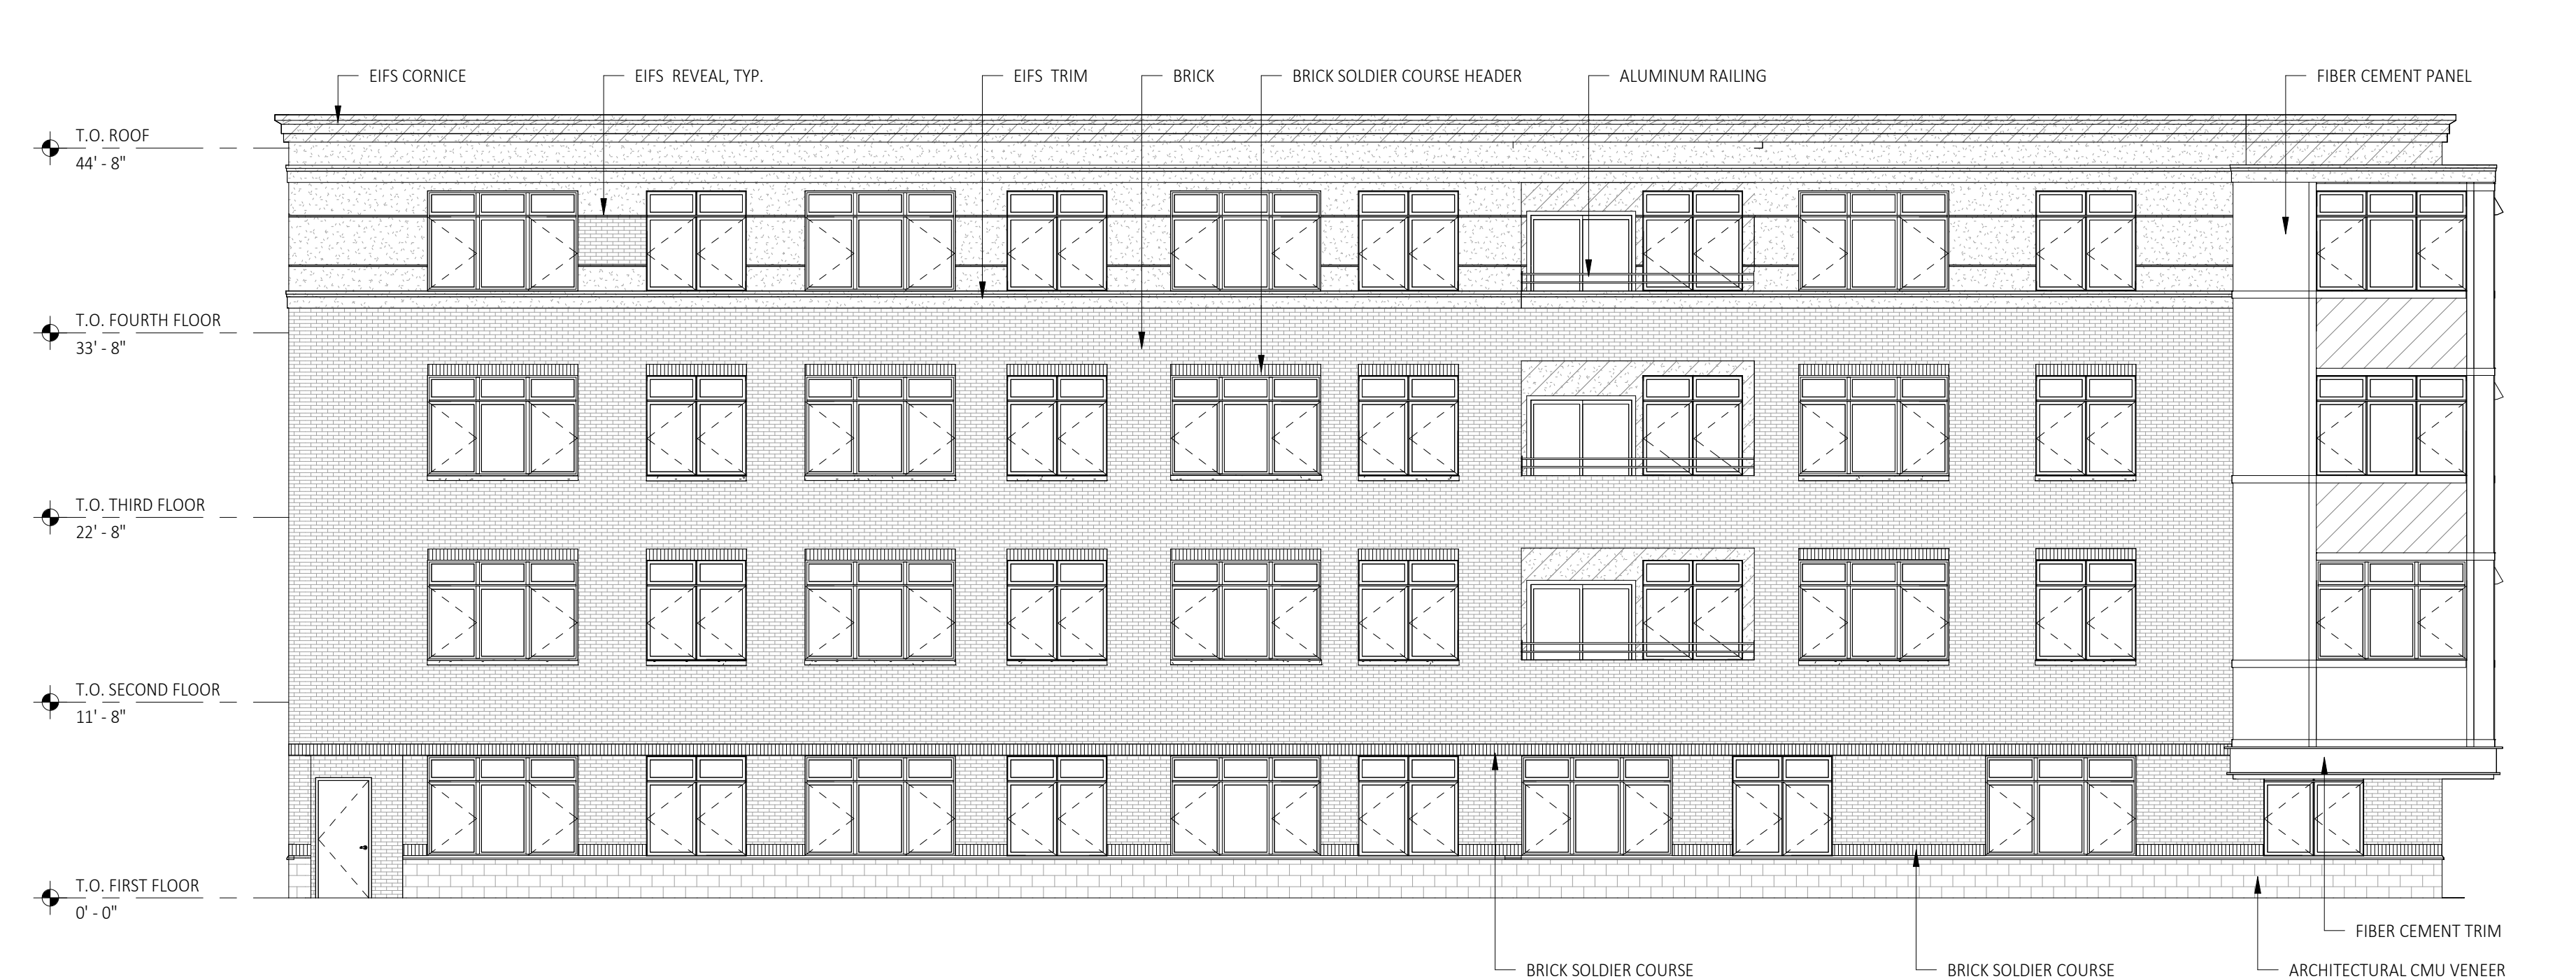 EIFS CORNICE
EIFS  REVEAL, TYP.
EIFS  TRIM
BRICK
BRICK SOLDIER COURSE HEADER
ALUMINUM RAILING
FIBER CEMENT PANEL
T.O. ROOF
44' - 8"
T.O. FOURTH FLOOR
33' - 8"
T.O. THIRD FLOOR
22' - 8"
T.O. SECOND FLOOR
11' - 8"
T.O. FIRST FLOOR
0' - 0"
FIBER CEMENT TRIM
BRICK SOLDIER COURSE
BRICK SOLDIER COURSE
ARCHITECTURAL CMU VENEER